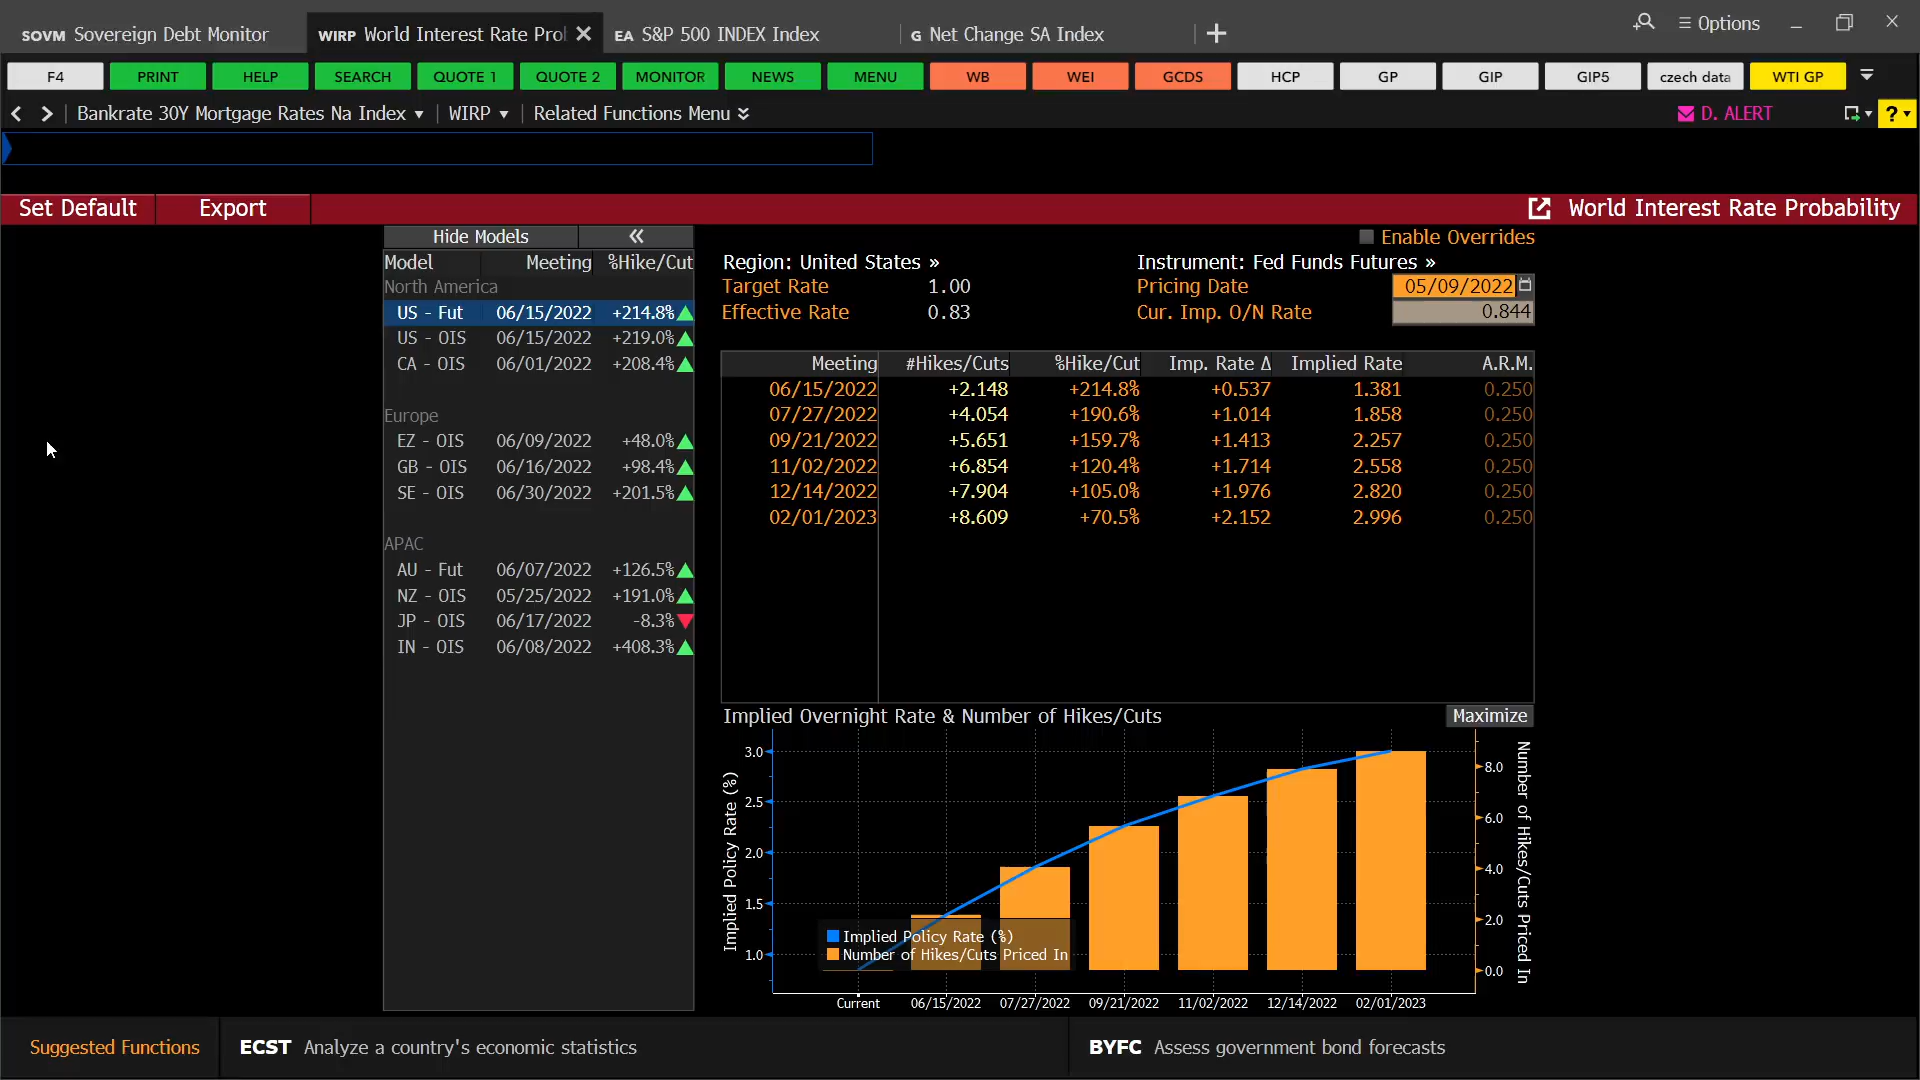 SOVM Sovereign Debt Monitor
WIRP World Interest Rate Prol
EA S&P 500 INDEX Index
G Net Change SA Index
Options
F4 PRINT HELP SEARCH QUOTE 1 QUOTE 2 MONITOR NEWS MENU WB WEI GCDS HCP GP GIP GIP5 czech data WTI GP
Bankrate 30Y Mortgage Rates Na Index WIRP Related Functions Menu D. ALERT ?
Set Default Export World Interest Rate Probability
Hide Models «
Enable Overrides
Model Meeting %Hike/Cut
North America
US - Fut 06/15/2022 +214.8%
US - OIS 06/15/2022 +219.0%
CA - OIS 06/01/2022 +208.4%
Europe
EZ - OIS 06/09/2022 +48.0%
GB - OIS 06/16/2022 +98.4%
SE - OIS 06/30/2022 +201.5%
APAC
AU - Fut 06/07/2022 +126.5%
NZ - OIS 05/25/2022 +191.0%
JP - OIS 06/17/2022 -8.3%
IN - OIS 06/08/2022 +408.3%
Region: United States » Instrument: Fed Funds Futures »
Target Rate 1.00 Pricing Date 05/09/2022
Effective Rate 0.83 Cur. Imp. O/N Rate 0.844
Meeting #Hikes/Cuts %Hike/Cut Imp. Rate Δ Implied Rate A.R.M.
06/15/2022 +2.148 +214.8% +0.537 1.381 0.250
07/27/2022 +4.054 +190.6% +1.014 1.858 0.250
09/21/2022 +5.651 +159.7% +1.413 2.257 0.250
11/02/2022 +6.854 +120.4% +1.714 2.558 0.250
12/14/2022 +7.904 +105.0% +1.976 2.820 0.250
02/01/2023 +8.609 +70.5% +2.152 2.996 0.250
Implied Overnight Rate & Number of Hikes/Cuts Maximize
Implied Policy Rate (%)
3.0
2.5
2.0
1.5
1.0
Implied Policy Rate (%)
Number of Hikes/Cuts Priced In
8.0
6.0
4.0
2.0
0.0
Number of Hikes/Cuts Priced In
Current 06/15/2022 07/27/2022 09/21/2022 11/02/2022 12/14/2022 02/01/2023
Suggested Functions ECST Analyze a country's economic statistics BYFC Assess government bond forecasts